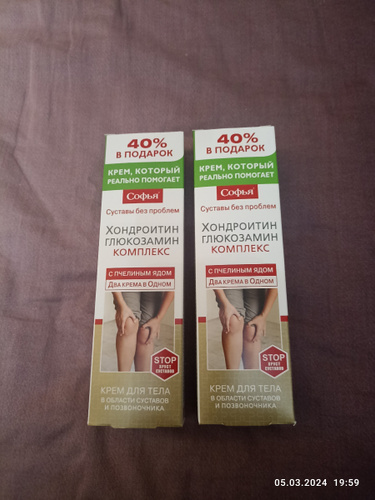 40%
В ПОДАРОК
КРЕМ, КОТОРЫЙ
РЕАЛЬНО ПОМОГАЕТ
Софья
Суставы без проблем
ХОНДРОИТИН
ГЛЮКОЗАМИН
КОМПЛЕКС
С ПЧЕЛИНЫМ ЯДОМ
ДВА КРЕМА В ОДНОМ
STOP
ХРУСТ
СУСТАВОВ
КРЕМ ДЛЯ ТЕЛА
В ОБЛАСТИ СУСТАВОВ
И ПОЗВОНОЧНИКА
40%
В ПОДАРОК
КРЕМ, КОТОРЫЙ
РЕАЛЬНО ПОМОГАЕТ
Софья
Суставы без проблем
ХОНДРОИТИН
ГЛЮКОЗАМИН
КОМПЛЕКС
С ПЧЕЛИНЫМ ЯДОМ
ДВА КРЕМА В ОДНОМ
STOP
ХРУСТ
СУСТАВОВ
КРЕМ ДЛЯ ТЕЛА
В ОБЛАСТИ СУСТАВОВ
И ПОЗВОНОЧНИКА
05.03.2024 19:59